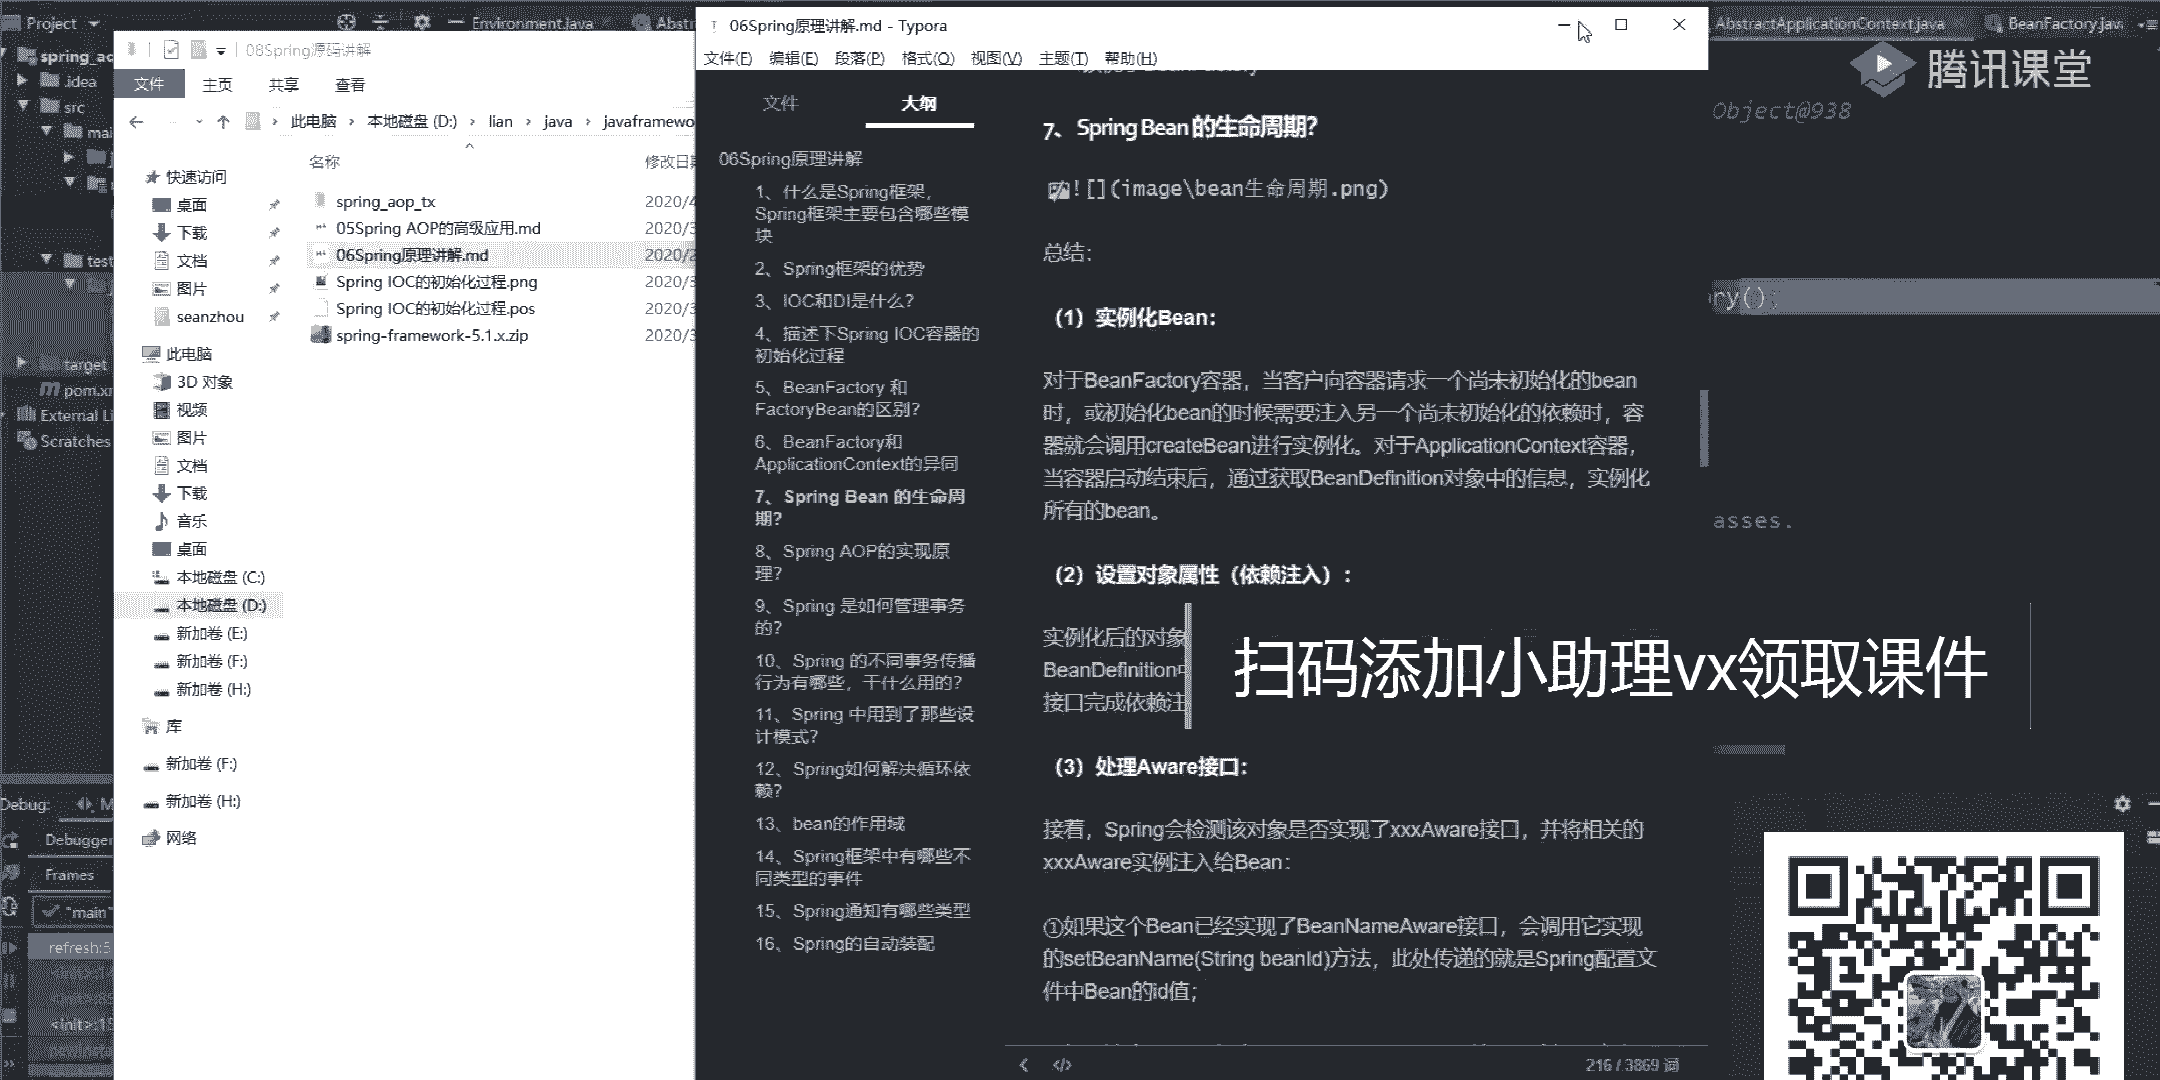 Project
Environment.java
Abstr
AbstractApplicationContext.java
BeanFactory.jav
腾讯课堂
Object@938
ry();
asses.
spring_ac
.idea
src
mai
test
target
pom.xm
External Li
Scratches
Debug:
M
Debugger
Frames
"main"
refresh:5
<init>:15
08Spring源码讲解
文件
主页
共享
查看
此电脑
本地磁盘 (D:)
lian
java
javaframewo
名称
修改日期
快速访问
桌面
下载
文档
图片
seanzhou
此电脑
3D 对象
视频
图片
文档
下载
音乐
桌面
本地磁盘 (C:)
本地磁盘 (D:)
新加卷 (E:)
新加卷 (F:)
新加卷 (H:)
库
新加卷 (F:)
新加卷 (H:)
网络
spring_aop_tx 2020/4
05Spring AOP的高级应用.md 2020/3
06Spring原理讲解.md 2020/2
Spring IOC的初始化过程.png 2020/3
Spring IOC的初始化过程.pos 2020/3
spring-framework-5.1.x.zip 2020/3
06Spring原理讲解.md - Typora
文件(F) 编辑(E) 段落(P) 格式(O) 视图(V) 主题(T) 帮助(H)
文件
大纲
06Spring原理讲解
1、什么是Spring框架，
Spring框架主要包含哪些模
块
2、Spring框架的优势
3、IOC和DI是什么？
4、描述下Spring IOC容器的
初始化过程
5、BeanFactory 和
FactoryBean的区别？
6、BeanFactory和
ApplicationContext的异同
7、Spring Bean 的生命周
期？
8、Spring AOP的实现原
理？
9、Spring 是如何管理事务
的？
10、Spring 的不同事务传播
行为有哪些，干什么用的？
11、Spring 中用到了那些设
计模式？
12、Spring如何解决循环依
赖？
13、bean的作用域
14、Spring框架中有哪些不
同类型的事件
15、Spring通知有哪些类型
16、Spring的自动装配
7、Spring Bean 的生命周期？
![](image\bean生命周期.png)
总结：
（1）实例化Bean：
对于BeanFactory容器，当客户向容器请求一个尚未初始化的bean
时，或初始化bean的时候需要注入另一个尚未初始化的依赖时，容
器就会调用createBean进行实例化。对于ApplicationContext容器，
当容器启动结束后，通过获取BeanDefinition对象中的信息，实例化
所有的bean。
（2）设置对象属性（依赖注入）：
实例化后的对象
BeanDefinition中
接口完成依赖注
扫码添加小助理vx领取课件
（3）处理Aware接口：
接着，Spring会检测该对象是否实现了xxxAware接口，并将相关的
xxxAware实例注入给Bean：
①如果这个Bean已经实现了BeanNameAware接口，会调用它实现
的setBeanName(String beanId)方法，此处传递的就是Spring配置文
件中Bean的id值；
216 / 3869 词